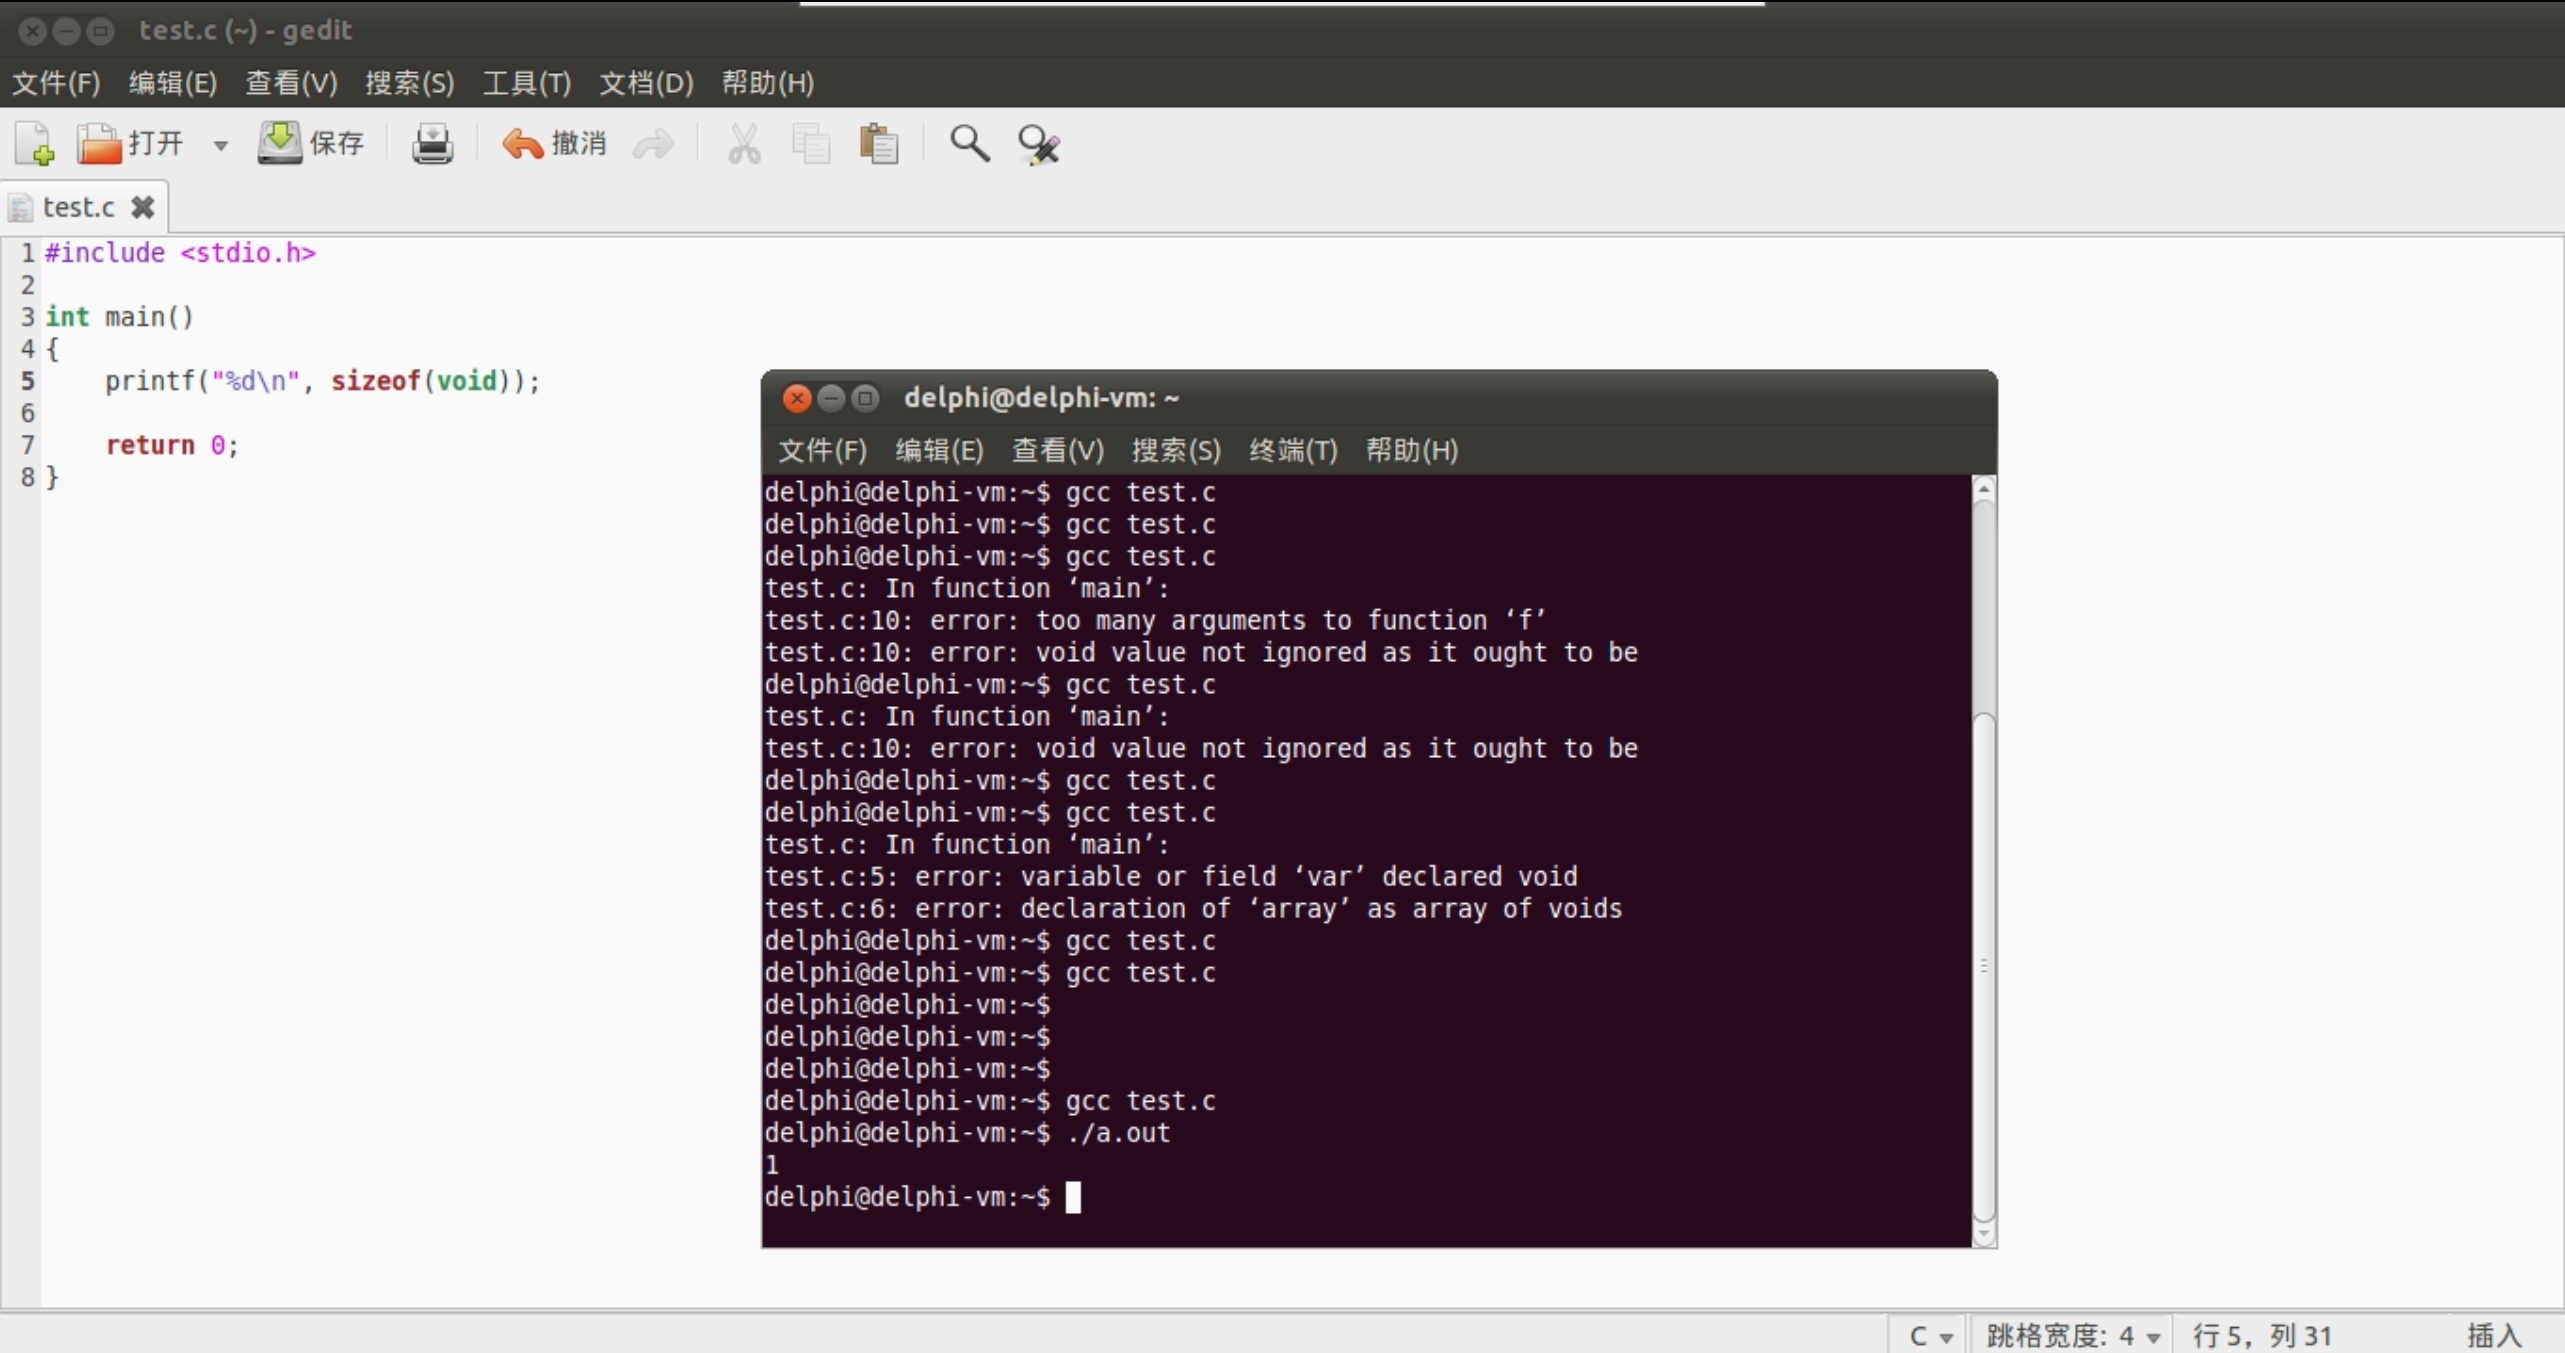 test.c (~) - gedit
文件(F) 编辑(E) 查看(V) 搜索(S) 工具(T) 文档(D) 帮助(H)
打开 保存 撤消
test.c
1 #include <stdio.h>
2
3 int main()
4 {
5     printf("%d\n", sizeof(void));
6
7     return 0;
8 }
delphi@delphi-vm: ~
文件(F) 编辑(E) 查看(V) 搜索(S) 终端(T) 帮助(H)
delphi@delphi-vm:~$ gcc test.c
delphi@delphi-vm:~$ gcc test.c
delphi@delphi-vm:~$ gcc test.c
test.c: In function ‘main’:
test.c:10: error: too many arguments to function ‘f’
test.c:10: error: void value not ignored as it ought to be
delphi@delphi-vm:~$ gcc test.c
test.c: In function ‘main’:
test.c:10: error: void value not ignored as it ought to be
delphi@delphi-vm:~$ gcc test.c
delphi@delphi-vm:~$ gcc test.c
test.c: In function ‘main’:
test.c:5: error: variable or field ‘var’ declared void
test.c:6: error: declaration of ‘array’ as array of voids
delphi@delphi-vm:~$ gcc test.c
delphi@delphi-vm:~$ gcc test.c
delphi@delphi-vm:~$
delphi@delphi-vm:~$
delphi@delphi-vm:~$
delphi@delphi-vm:~$ gcc test.c
delphi@delphi-vm:~$ ./a.out
1
delphi@delphi-vm:~$
C 跳格宽度: 4 行 5，列 31 插入